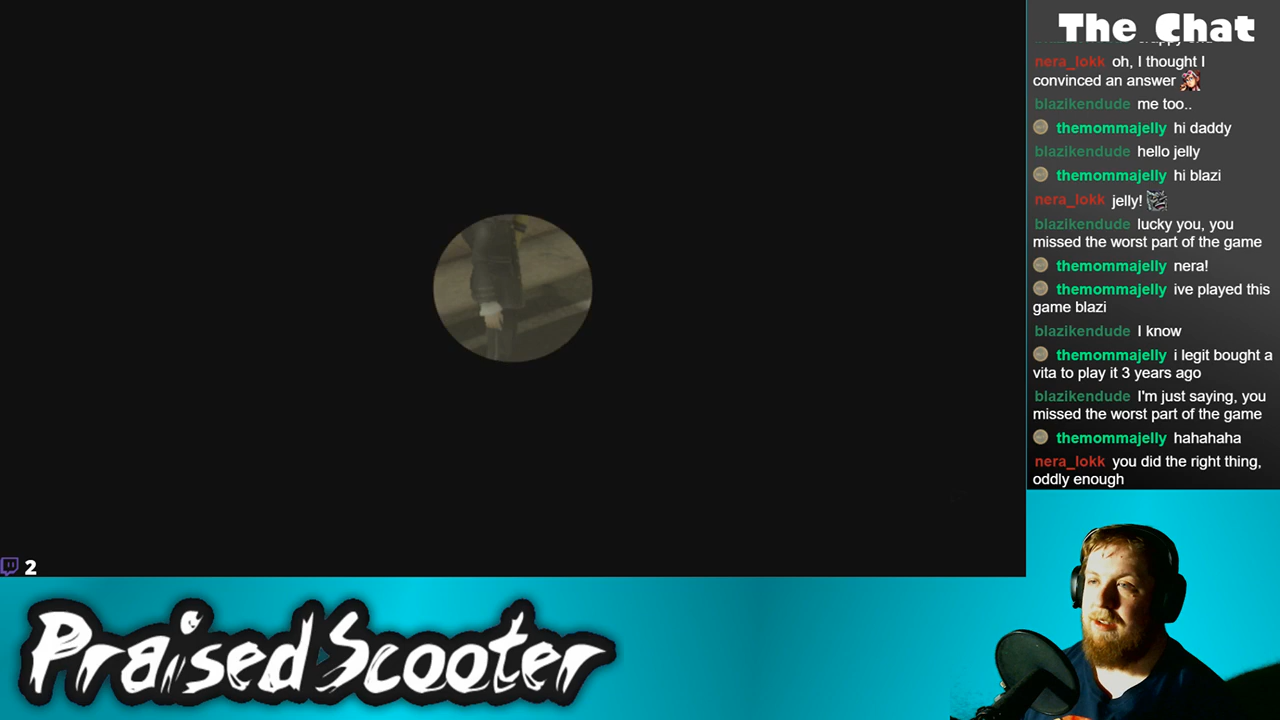 The Chat
nera_lokk oh, I thought I
convinced an answer
blazikendude me too..
themommajelly hi daddy
blazikendude hello jelly
themommajelly hi blazi
nera_lokk jelly!
blazikendude lucky you, you
missed the worst part of the game
themommajelly nera!
themommajelly ive played this
game blazi
blazikendude I know
themommajelly i legit bought a
vita to play it 3 years ago
blazikendude I'm just saying, you
missed the worst part of the game
themommajelly hahahaha
nera_lokk you did the right thing,
oddly enough
2
PraisedScooter